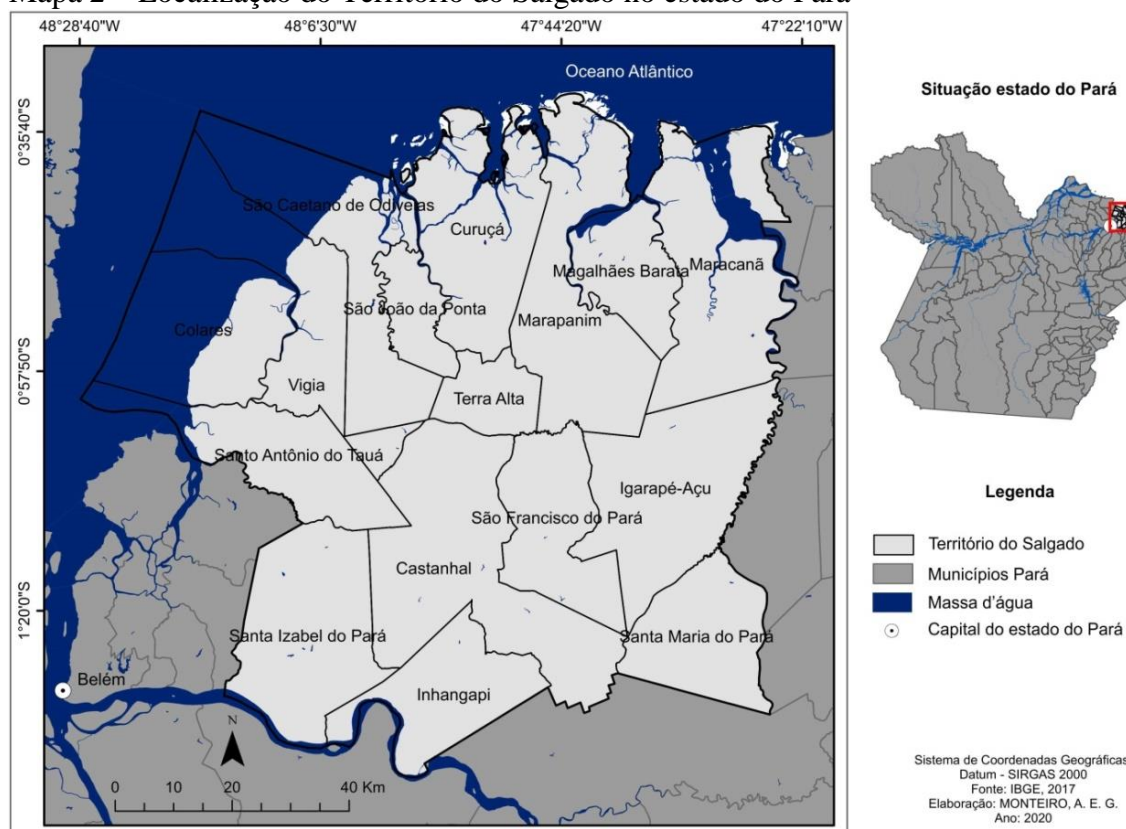 Mapa 2 – Localização do Território do Salgado no estado do Pará
48°28'40"W 48°6'30"W 47°44'20"W 47°22'10"W
Oceano Atlântico
0°35'40"S
São Caetano de Odivelas
Curuçá
Magalhães Barata
Maracanã
São João da Ponta
Marapanim
Colares
0°57'50"S
Vigia
Terra Alta
Santo Antônio do Tauá
Igarapé-Açu
São Francisco do Pará
Castanhal
1°20'0"S
Santa Izabel do Pará
Santa Maria do Pará
Belém
Inhangapi
N
0 10 20 40 Km
Situação estado do Pará
Legenda
Território do Salgado
Municípios Pará
Massa d'água
Capital do estado do Pará
Sistema de Coordenadas Geográficas
Datum - SIRGAS 2000
Fonte: IBGE, 2017
Elaboração: MONTEIRO, A. E. G.
Ano: 2020